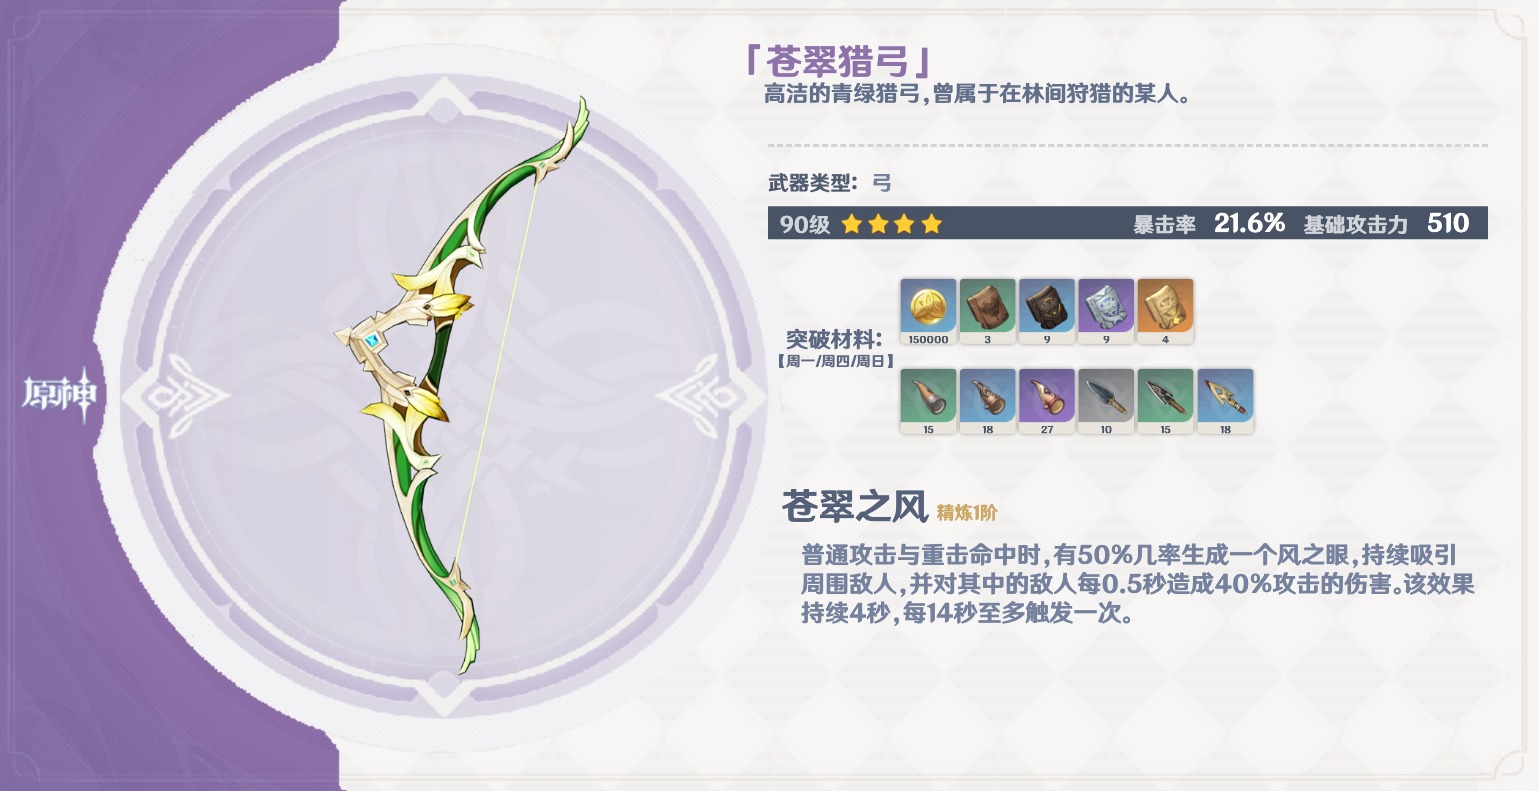 「苍翠猎弓」
高洁的青绿猎弓,曾属于在林间狩猎的某人。
武器类型: 弓
90级 暴击率 21.6% 基础攻击力 510
突破材料:
【周一/周四/周日】
150000 3 9 9 4
15 18 27 10 15 18
原神
苍翠之风 精炼1阶
普通攻击与重击命中时,有50%几率生成一个风之眼,持续吸引
周围敌人,并对其中的敌人每0.5秒造成40%攻击的伤害。该效果
持续4秒,每14秒至多触发一次。